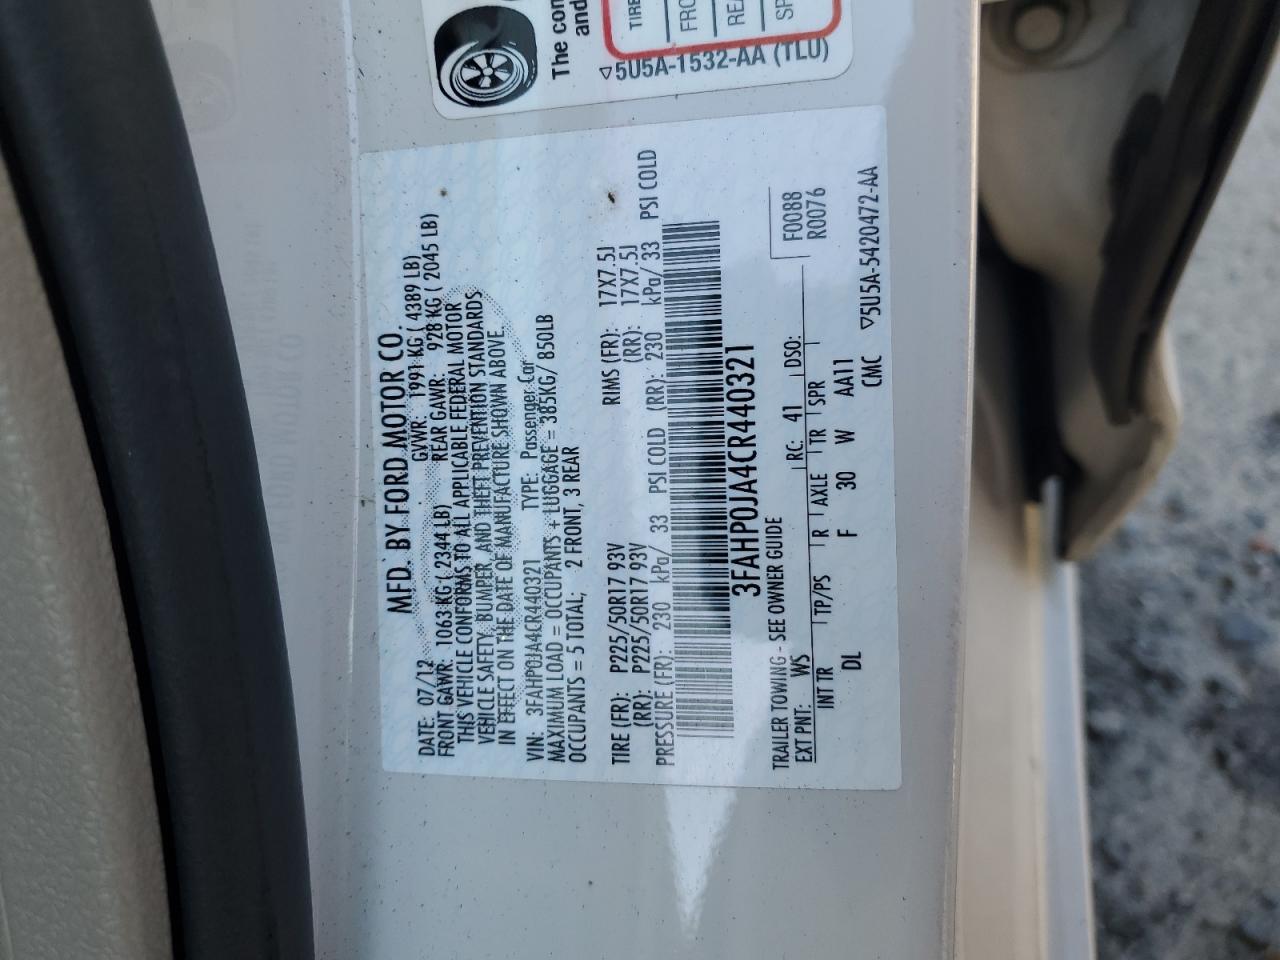 The con
and
TIRE
FRO
REA
SP
▽5U5A-1532-AA (TLU)
MFD. BY FORD MOTOR CO.
DATE: 07/12 GVWR: 1991 KG ( 4389 LB)
FRONT GAWR: 1063 KG ( 2344 LB) REAR GAWR: 928 KG ( 2045 LB)
THIS VEHICLE CONFORMS TO ALL APPLICABLE FEDERAL MOTOR
VEHICLE SAFETY, BUMPER, AND THEFT PREVENTION STANDARDS
IN EFFECT ON THE DATE OF MANUFACTURE SHOWN ABOVE.
VIN: 3FAHP0JA4CR440321 TYPE: Passenger Car
MAXIMUM LOAD = OCCUPANTS + LUGGAGE = 385KG/ 850LB
OCCUPANTS = 5 TOTAL; 2 FRONT, 3 REAR
TIRE (FR): P225/50R17 93V RIMS (FR): 17X7.5J
(RR): P225/50R17 93V (RR): 17X7.5J
PRESSURE (FR): 230 kPa/ 33 PSI COLD (RR): 230 kPa/ 33 PSI COLD
3FAHP0JA4CR440321
TRAILER TOWING - SEE OWNER GUIDE F0088
EXT PNT: WS RC: 41 DSO: R0076
INT TR TP/PS R AXLE TR SPR
DL F 30 W AA11
CMC ▽5U5A-5420472-AA